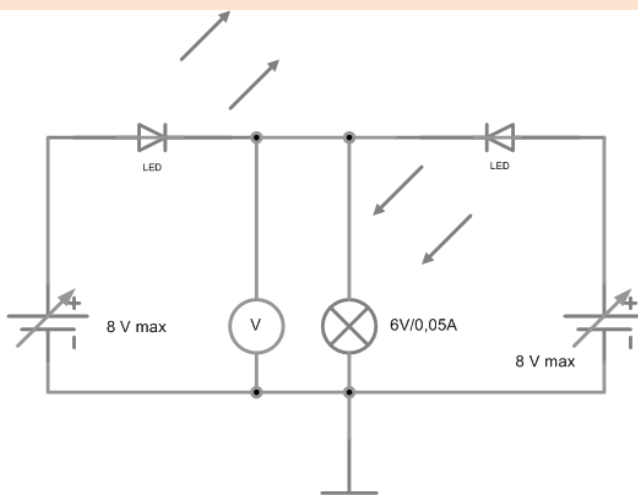 LED
LED
+
8 V max
V
6V/0,05A
+
8 V max